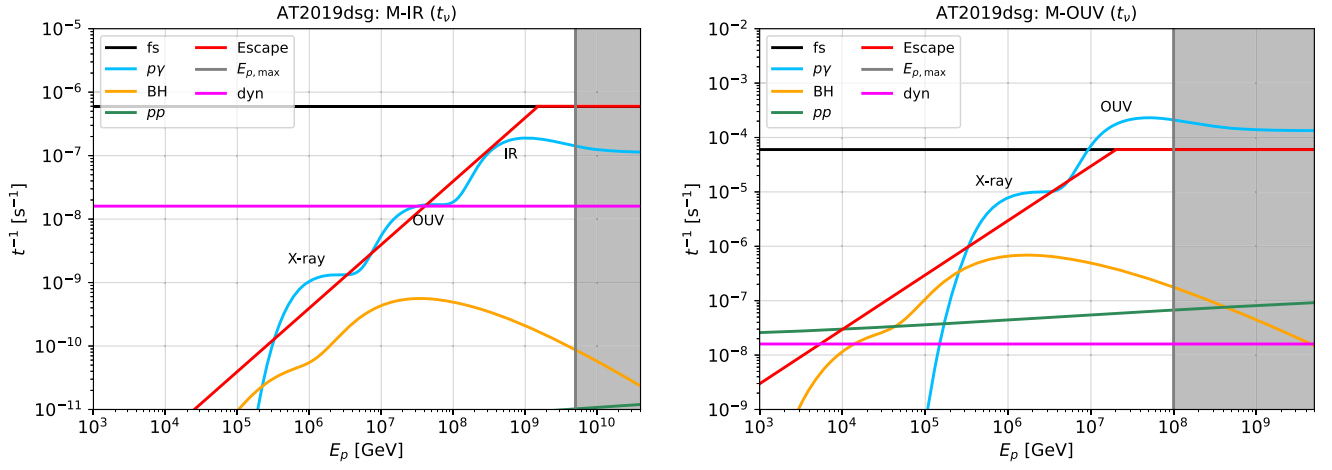 AT2019dsg: M-IR (t_ν)
10^-5
10^-6
10^-7
10^-8
10^-9
10^-10
10^-11
t^-1 [s^-1]
fs
pγ
BH
pp
Escape
E_p,max
dyn
X-ray
OUV
IR
10^3 10^4 10^5 10^6 10^7 10^8 10^9 10^10
E_p [GeV]
AT2019dsg: M-OUV (t_ν)
10^-2
10^-3
10^-4
10^-5
10^-6
10^-7
10^-8
10^-9
t^-1 [s^-1]
fs
pγ
BH
pp
Escape
E_p,max
dyn
OUV
X-ray
10^3 10^4 10^5 10^6 10^7 10^8 10^9
E_p [GeV]